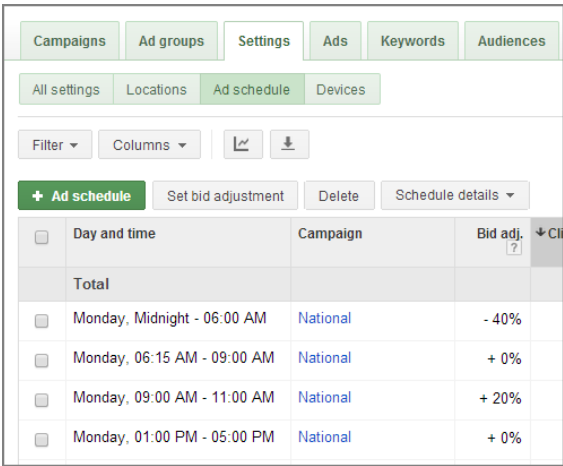 Campaigns Ad groups Settings Ads Keywords Audiences
All settings Locations Ad schedule Devices
Filter Columns
+ Ad schedule Set bid adjustment Delete Schedule details
Day and time Campaign Bid adj. ? Cli
Total
Monday, Midnight - 06:00 AM National - 40%
Monday, 06:15 AM - 09:00 AM National + 0%
Monday, 09:00 AM - 11:00 AM National + 20%
Monday, 01:00 PM - 05:00 PM National + 0%